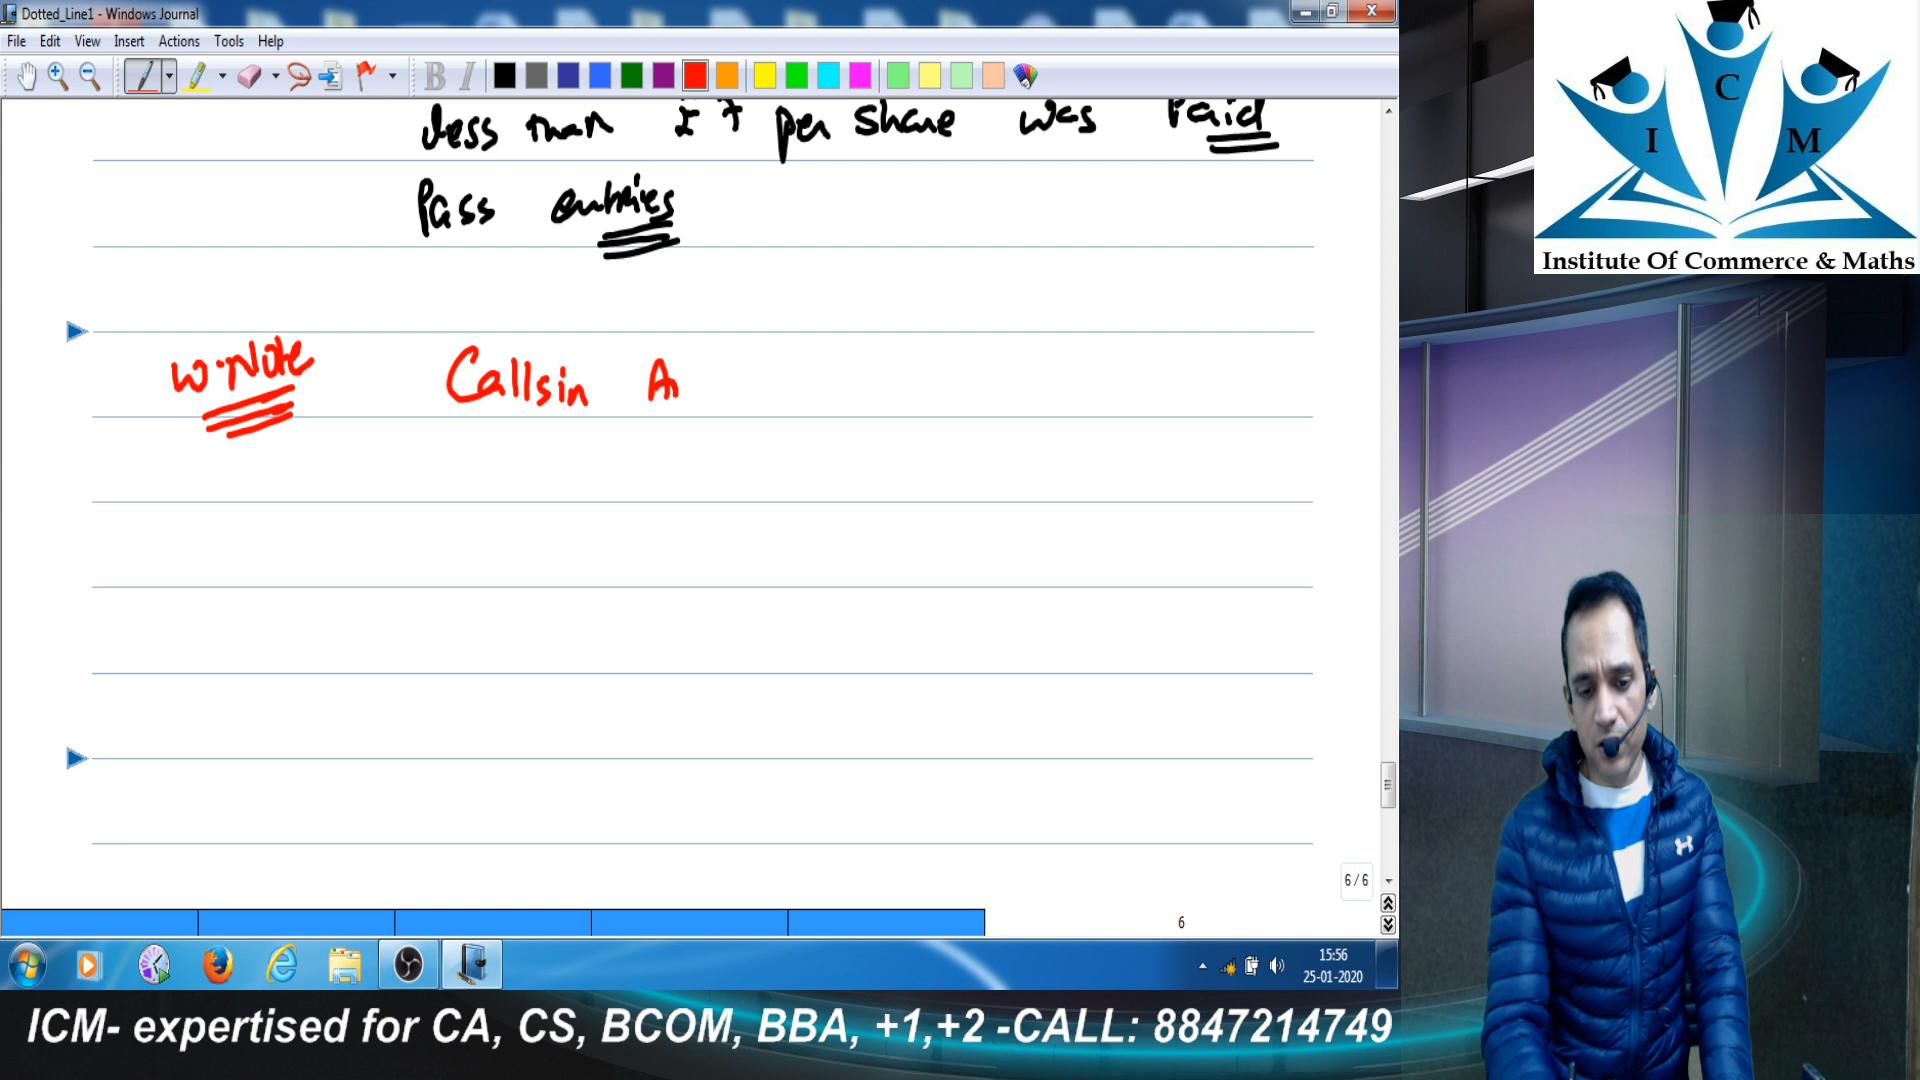 Dotted_Line1 - Windows Journal
File Edit View Insert Actions Tools Help
B I
less than ₹ 7 per share was Paid
Pass entries
W.Note Callsin Ar
6 / 6
6
15:56
25-01-2020
I C M
Institute Of Commerce & Maths
ICM- expertised for CA, CS, BCOM, BBA, +1,+2 -CALL: 8847214749